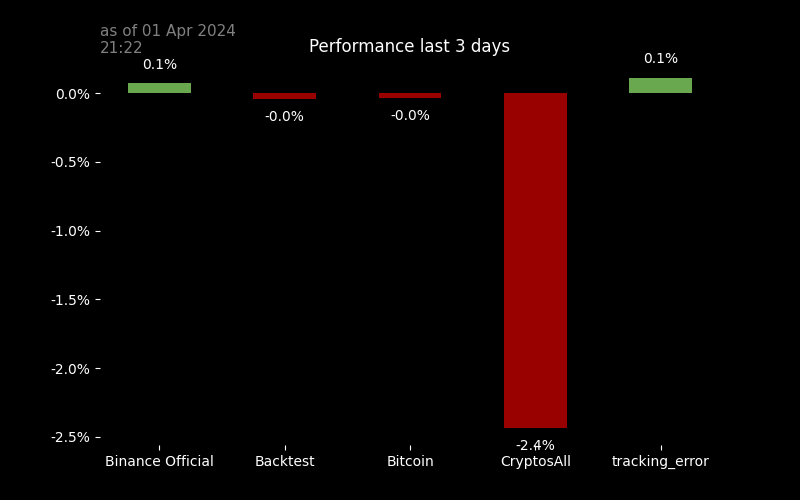 as of 01 Apr 2024
21:22
Performance last 3 days
0.1%
0.1%
0.0%
-0.0%
-0.0%
-0.5%
-1.0%
-1.5%
-2.0%
-2.5%
-2.4%
Binance Official
Backtest
Bitcoin
CryptosAll
tracking_error